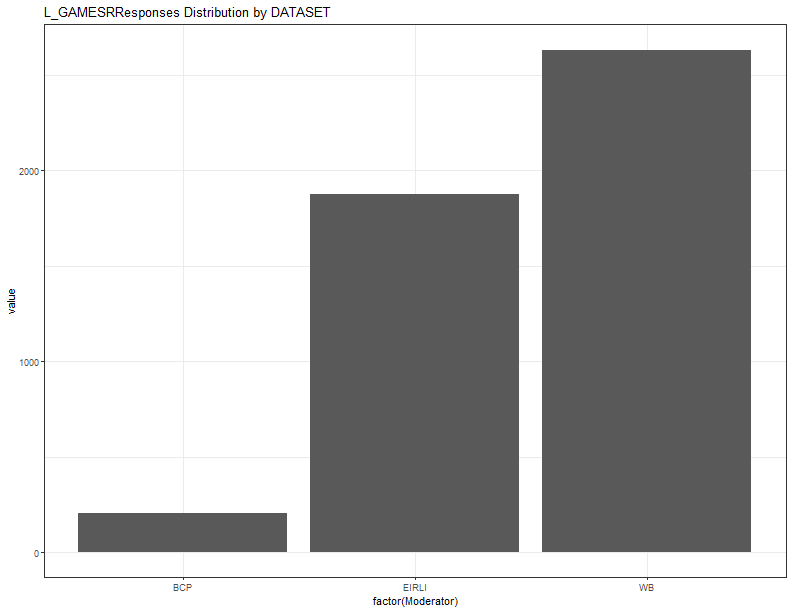 L_GAMESRResponses Distribution by DATASET
value
2000
1000
0
BCP EIRLI WB
factor(Moderator)